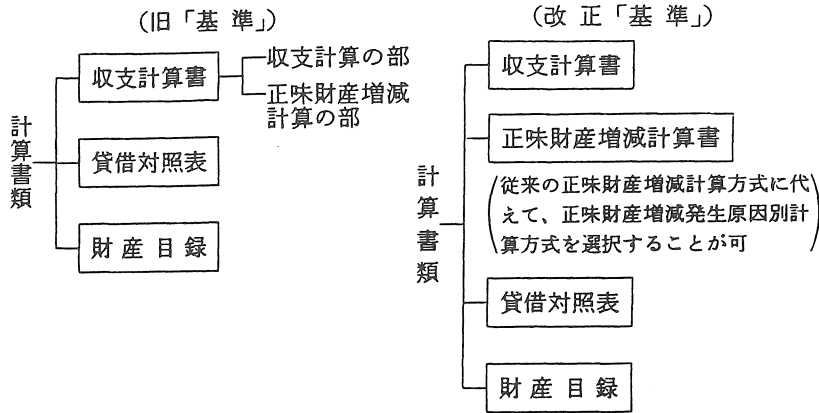 (旧「基 準」)
計算書類
収支計算書
収支計算の部
正味財産増減
計算の部
貸借対照表
財 産 目 録
(改 正「基 準」)
計算書類
収支計算書
正味財産増減計算書
(従来の正味財産増減計算方式に代
えて、正味財産増減発生原因別計
算方式を選択することが可)
貸借対照表
財 産 目 録